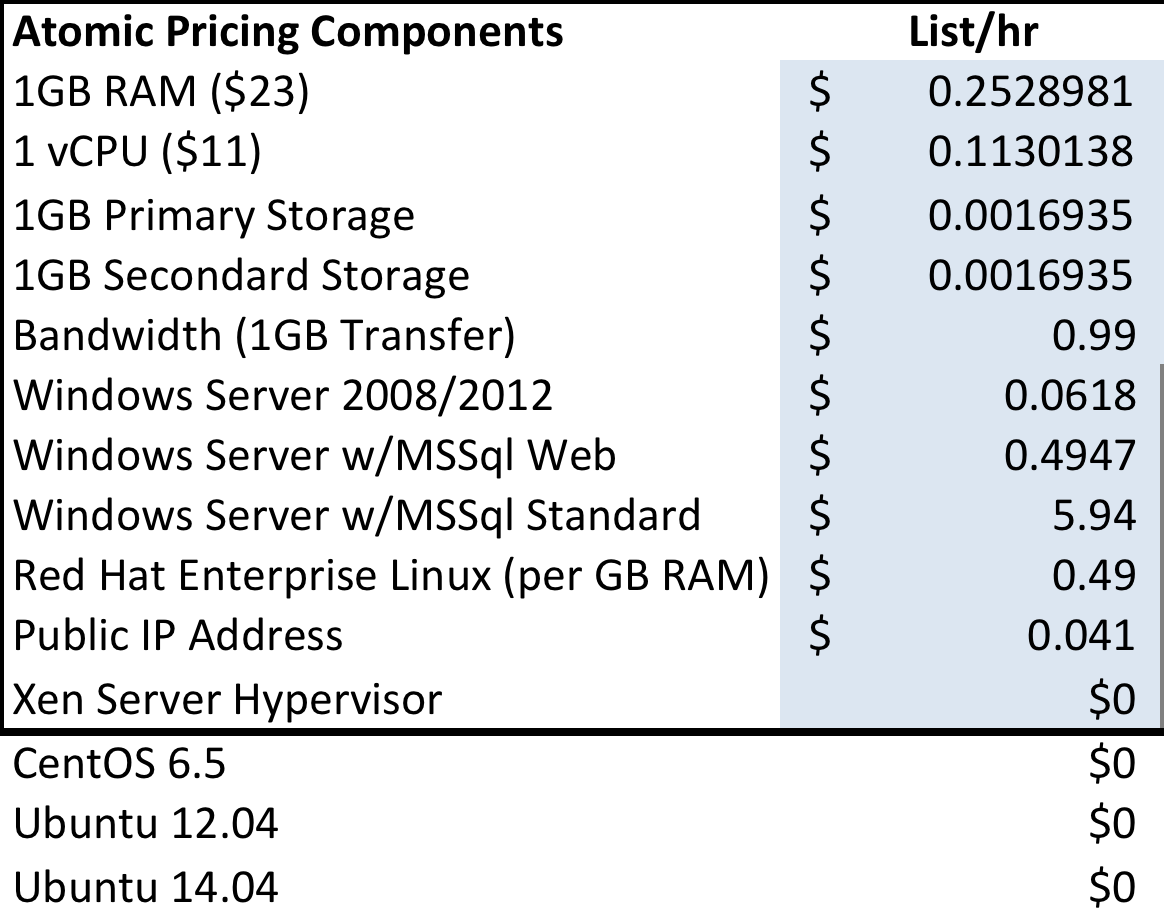 Atomic Pricing Components List/hr
1GB RAM ($23) $ 0.2528981
1 vCPU ($11) $ 0.1130138
1GB Primary Storage $ 0.0016935
1GB Secondard Storage $ 0.0016935
Bandwidth (1GB Transfer) $ 0.99
Windows Server 2008/2012 $ 0.0618
Windows Server w/MSSql Web $ 0.4947
Windows Server w/MSSql Standard $ 5.94
Red Hat Enterprise Linux (per GB RAM) $ 0.49
Public IP Address $ 0.041
Xen Server Hypervisor $0
CentOS 6.5 $0
Ubuntu 12.04 $0
Ubuntu 14.04 $0